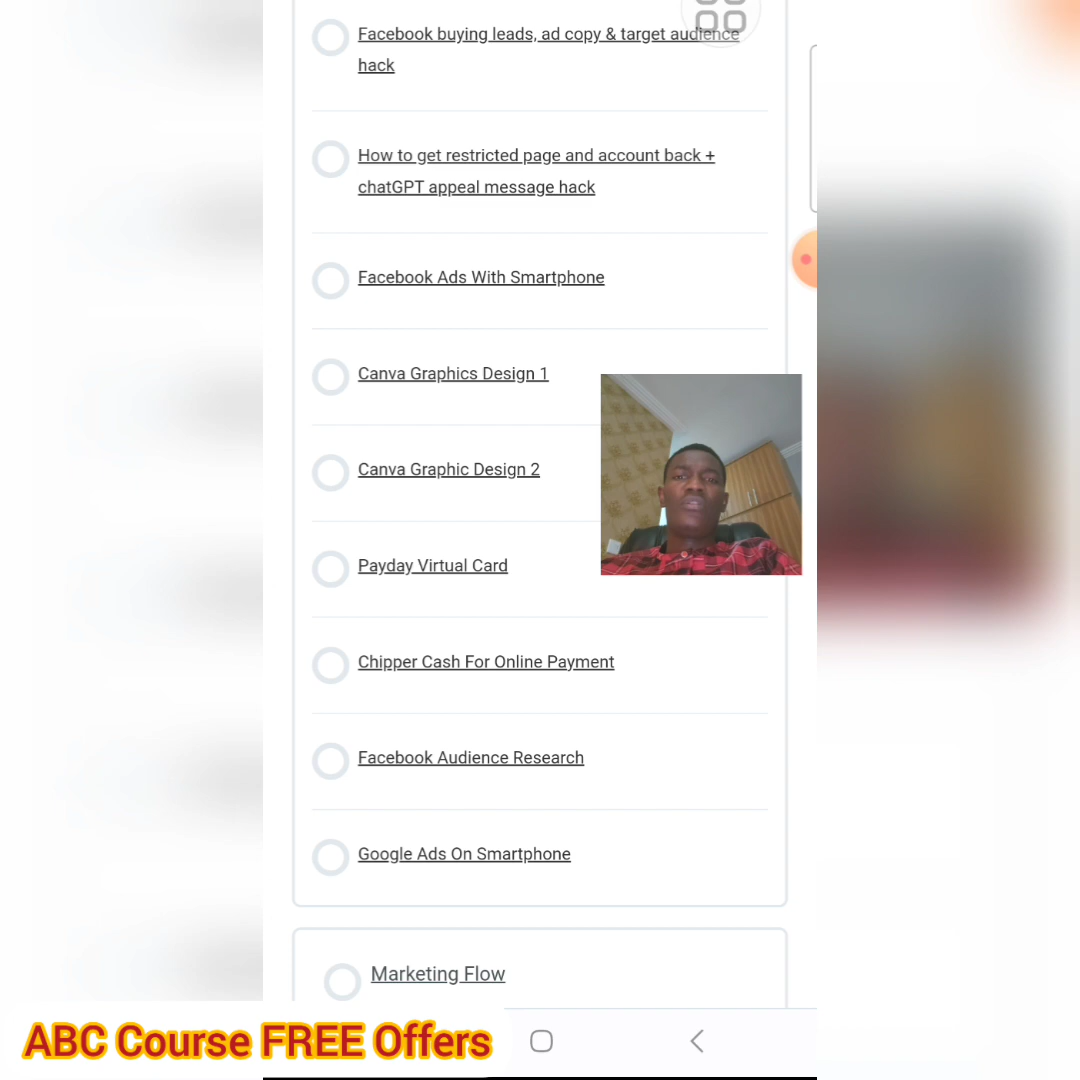 Facebook buying leads, ad copy & target audience
hack
How to get restricted page and account back +
chatGPT appeal message hack
Facebook Ads With Smartphone
Canva Graphics Design 1
Canva Graphic Design 2
Payday Virtual Card
Chipper Cash For Online Payment
Facebook Audience Research
Google Ads On Smartphone
Marketing Flow
ABC Course FREE Offers